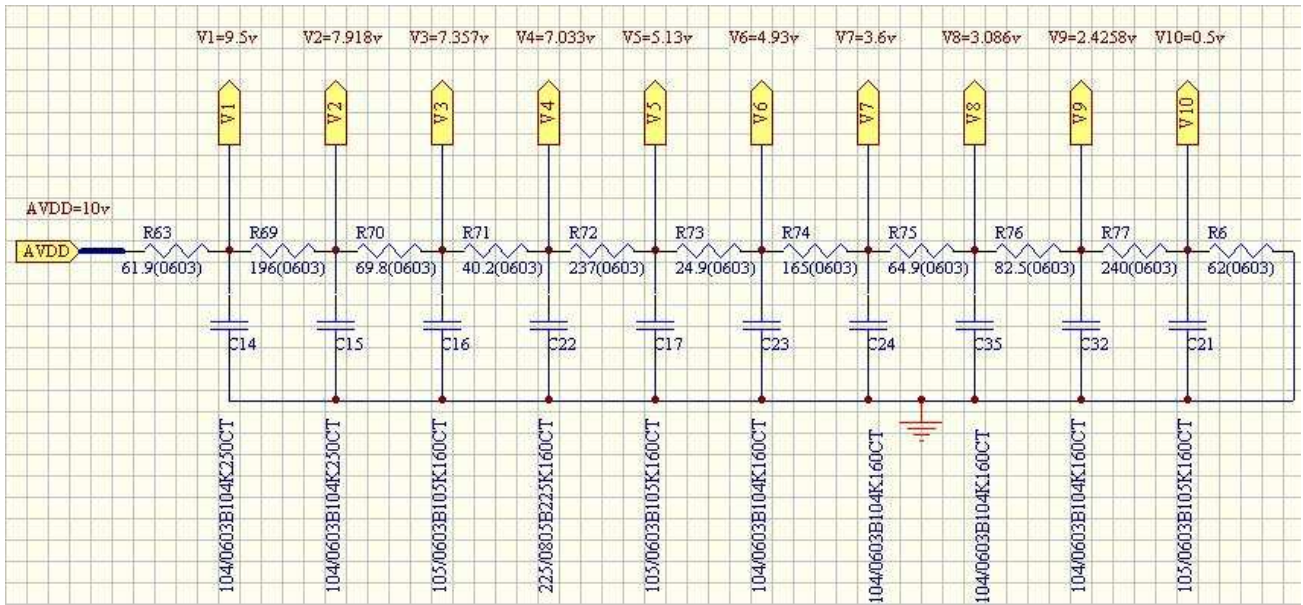 V1=9.5v V2=7.918v V3=7.357v V4=7.033v V5=5.13v V6=4.93v V7=3.6v V8=3.086v V9=2.4258v V10=0.5v
V1 V2 V3 V4 V5 V6 V7 V8 V9 V10
AVDD=10v
R63 R69 R70 R71 R72 R73 R74 R75 R76 R77 R6
AVDD
61.9(0603) 196(0603) 69.8(0603) 40.2(0603) 237(0603) 24.9(0603) 165(0603) 64.9(0603) 82.5(0603) 240(0603) 62(0603)
C14 C15 C16 C22 C17 C23 C24 C35 C32 C21
104/0603B104K250CT
104/0603B104K250CT
105/0603B105K160CT
225/0805B225K160CT
105/0603B105K160CT
104/0603B104K160CT
104/0603B104K160CT
104/0603B104K160CT
104/0603B104K160CT
105/0603B105K160CT